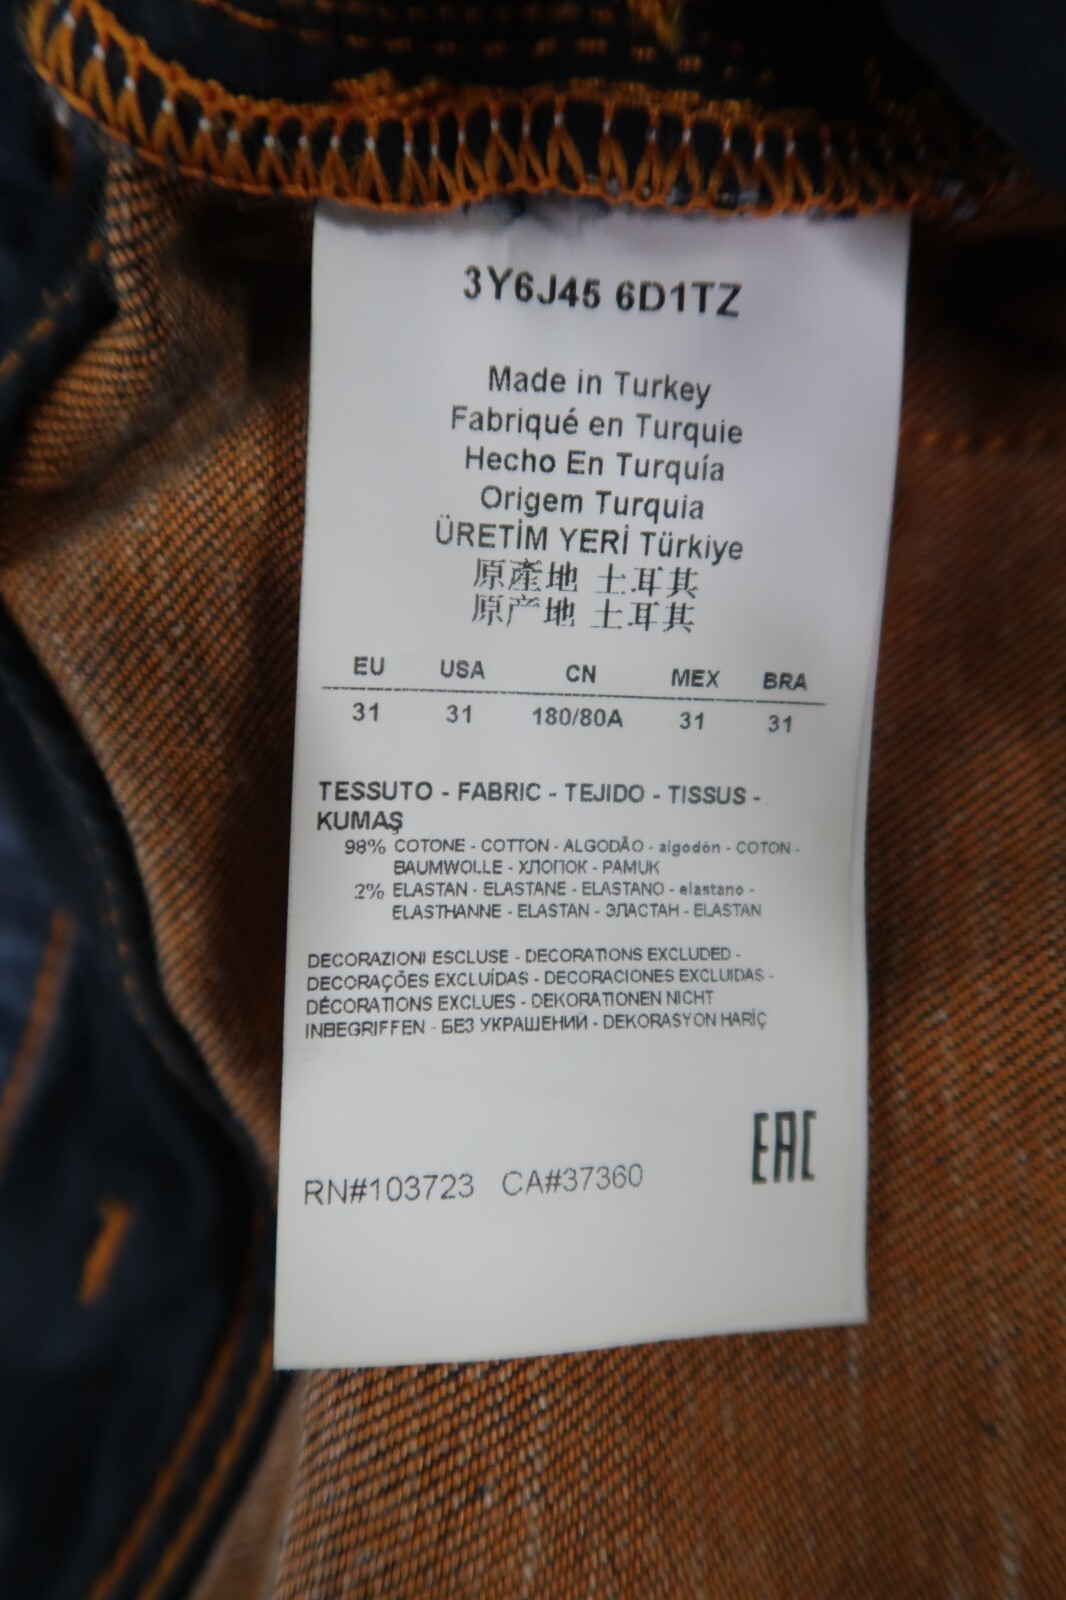 3Y6J45 6D1TZ
Made in Turkey
Fabriqué en Turquie
Hecho En Turquía
Origem Turquia
ÜRETİM YERİ Türkiye
原產地 土耳其
原产地 土耳其
EU USA CN MEX BRA
31 31 180/80A 31 31
TESSUTO - FABRIC - TEJIDO - TISSUS -
KUMAŞ
98% COTONE - COTTON - ALGODÃO - algodón - COTON -
BAUMWOLLE - ХЛОПОК - PAMUK
2% ELASTAN - ELASTANE - ELASTANO - elastano -
ELASTHANNE - ELASTAN - ЭЛАСТАН - ELASTAN
DECORAZIONI ESCLUSE - DECORATIONS EXCLUDED -
DECORAÇÕES EXCLUÍDAS - DECORACIONES EXCLUIDAS -
DÉCORATIONS EXCLUES - DEKORATIONEN NICHT
INBEGRIFFEN - БЕЗ УКРАШЕНИЙ - DEKORASYON HARİÇ
EAC
RN#103723 CA#37360